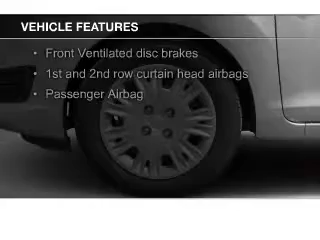 VEHICLE FEATURES
• Front Ventilated disc brakes
• 1st and 2nd row curtain head airbags
• Passenger Airbag